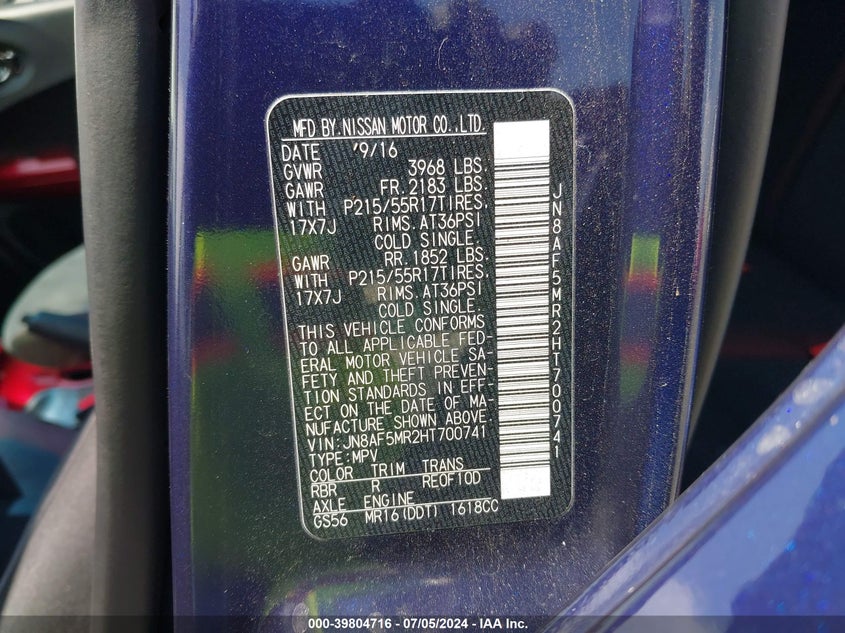 MFD BY NISSAN MOTOR CO.,LTD.
DATE '9/16
GVWR 3968 LBS.
GAWR FR. 2183 LBS.
WITH P215/55R17TIRES.
17X7J RIMS. AT36PSI
COLD SINGLE.
GAWR RR. 1852 LBS.
WITH P215/55R17TIRES.
17X7J RIMS. AT36PSI
COLD SINGLE.
THIS VEHICLE CONFORMS
TO ALL APPLICABLE FED-
ERAL MOTOR VEHICLE SA-
FETY AND THEFT PREVEN-
TION STANDARDS IN EFF-
ECT ON THE DATE OF MA-
NUFACTURE SHOWN ABOVE.
VIN:JN8AF5MR2HT700741
TYPE:MPV
COLOR TRIM TRANS
RBR R REOF10D
AXLE ENGINE
GS56 MR16(DDT) 1618CC
JN8AF5MR2HT700741
000-39804716 - 07/05/2024 - IAA Inc.